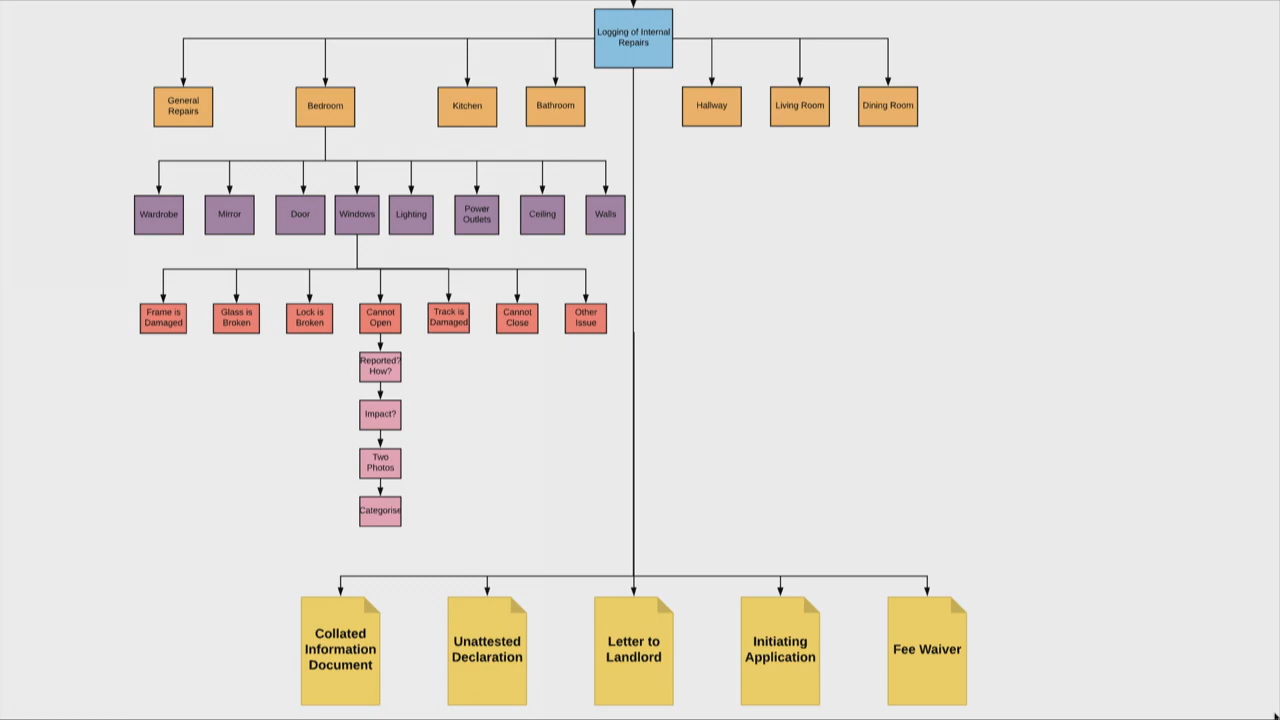 Logging of Internal
Repairs
General
Repairs
Bedroom
Kitchen
Bathroom
Hallway
Living Room
Dining Room
Wardrobe
Mirror
Door
Windows
Lighting
Power
Outlets
Ceiling
Walls
Frame is
Damaged
Glass is
Broken
Lock is
Broken
Cannot
Open
Track is
Damaged
Cannot
Close
Other
Issue
Reported?
How?
Impact?
Two
Photos
Categorise
Collated
Information
Document
Unattested
Declaration
Letter to
Landlord
Initiating
Application
Fee Waiver